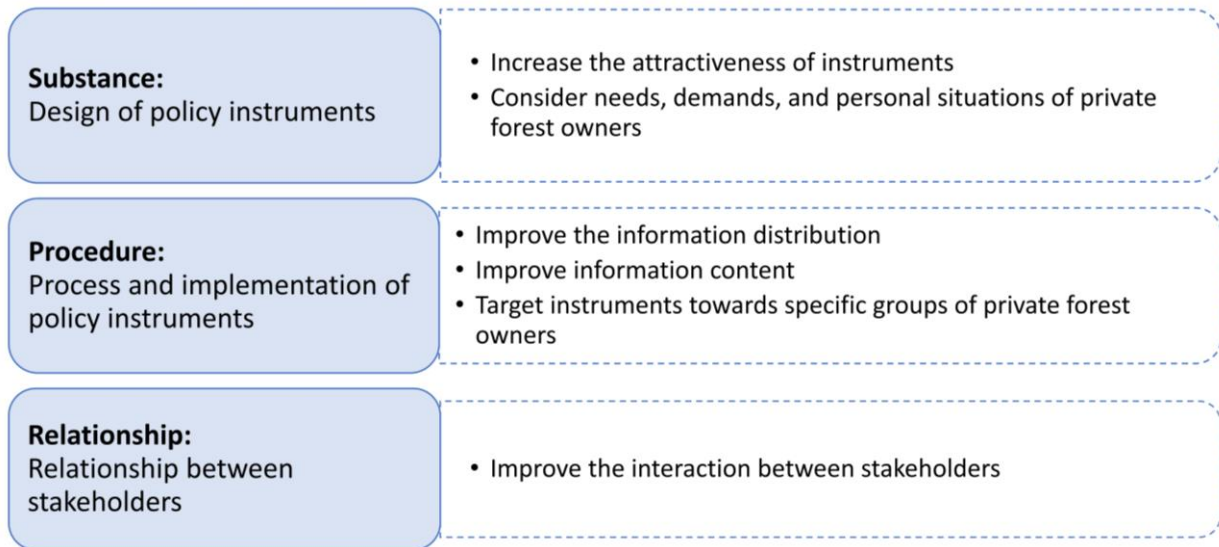 Substance:
Design of policy instruments
• Increase the attractiveness of instruments
• Consider needs, demands, and personal situations of private
forest owners
Procedure:
Process and implementation of
policy instruments
• Improve the information distribution
• Improve information content
• Target instruments towards specific groups of private forest
owners
Relationship:
Relationship between
stakeholders
• Improve the interaction between stakeholders